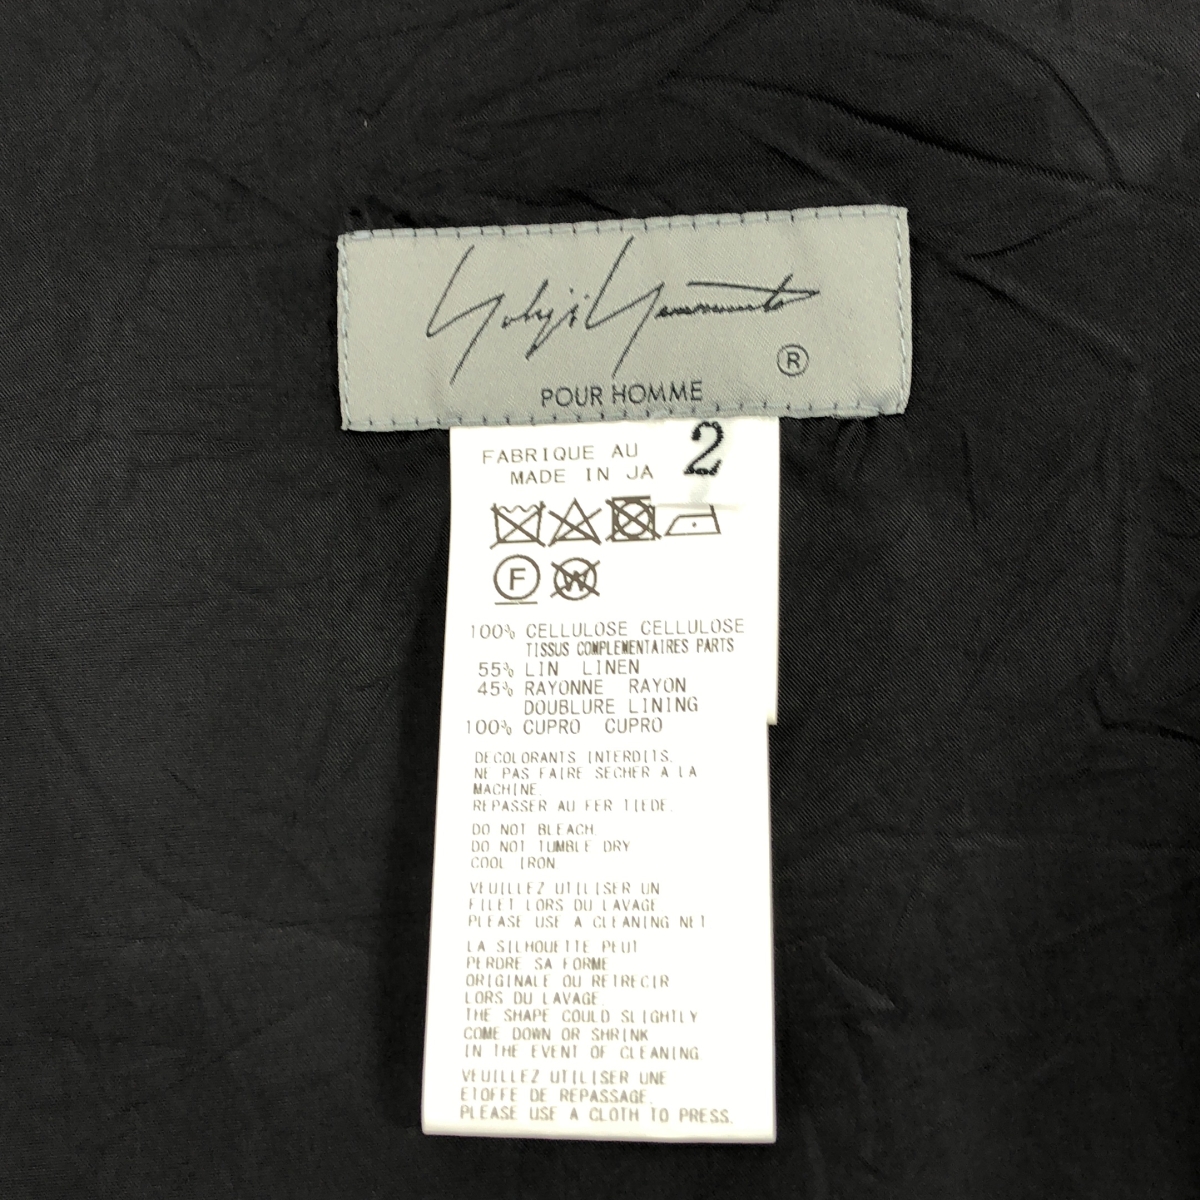 Yohji Yamamoto
®
POUR HOMME
2
FABRIQUE AU
MADE IN JA
F
W
100% CELLULOSE CELLULOSE
TISSUS COMPLEMENTAIRES PARTS
55% LIN LINEN
45% RAYONNE RAYON
DOUBLURE LINING
100% CUPRO CUPRO
DECOLORANTS INTERDITS.
NE PAS FAIRE SECHER A LA
MACHINE.
REPASSER AU FER TIEDE.
DO NOT BLEACH.
DO NOT TUMBLE DRY
COOL IRON
VEUILLEZ UTILISER UN
FILET LORS DU LAVAGE
PLEASE USE A CLEANING NET
LA SILHOUETTE PEUT
PERDRE SA FORME
ORIGINALE OU RETRECIR
LORS DU LAVAGE.
THE SHAPE COULD SLIGHTLY
COME DOWN OR SHRINK
IN THE EVENT OF CLEANING
VEUILLEZ UTILISER UNE
ETOFFE DE REPASSAGE.
PLEASE USE A CLOTH TO PRESS.